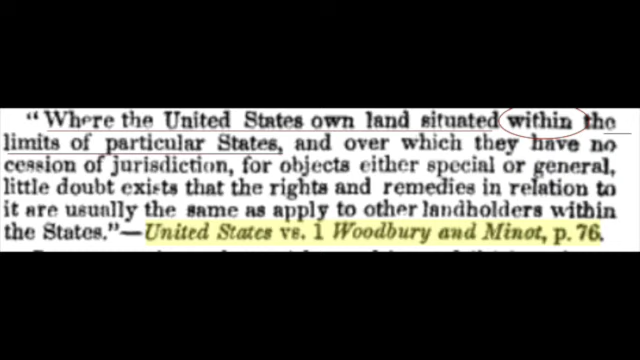 “Where the United States own land situated within the
limits of particular States, and over which they have no
cession of jurisdiction, for objects either special or general,
little doubt exists that the rights and remedies in relation to
it are usually the same as apply to other landholders within
the States.”—United States vs. 1 Woodbury and Minot, p. 76.